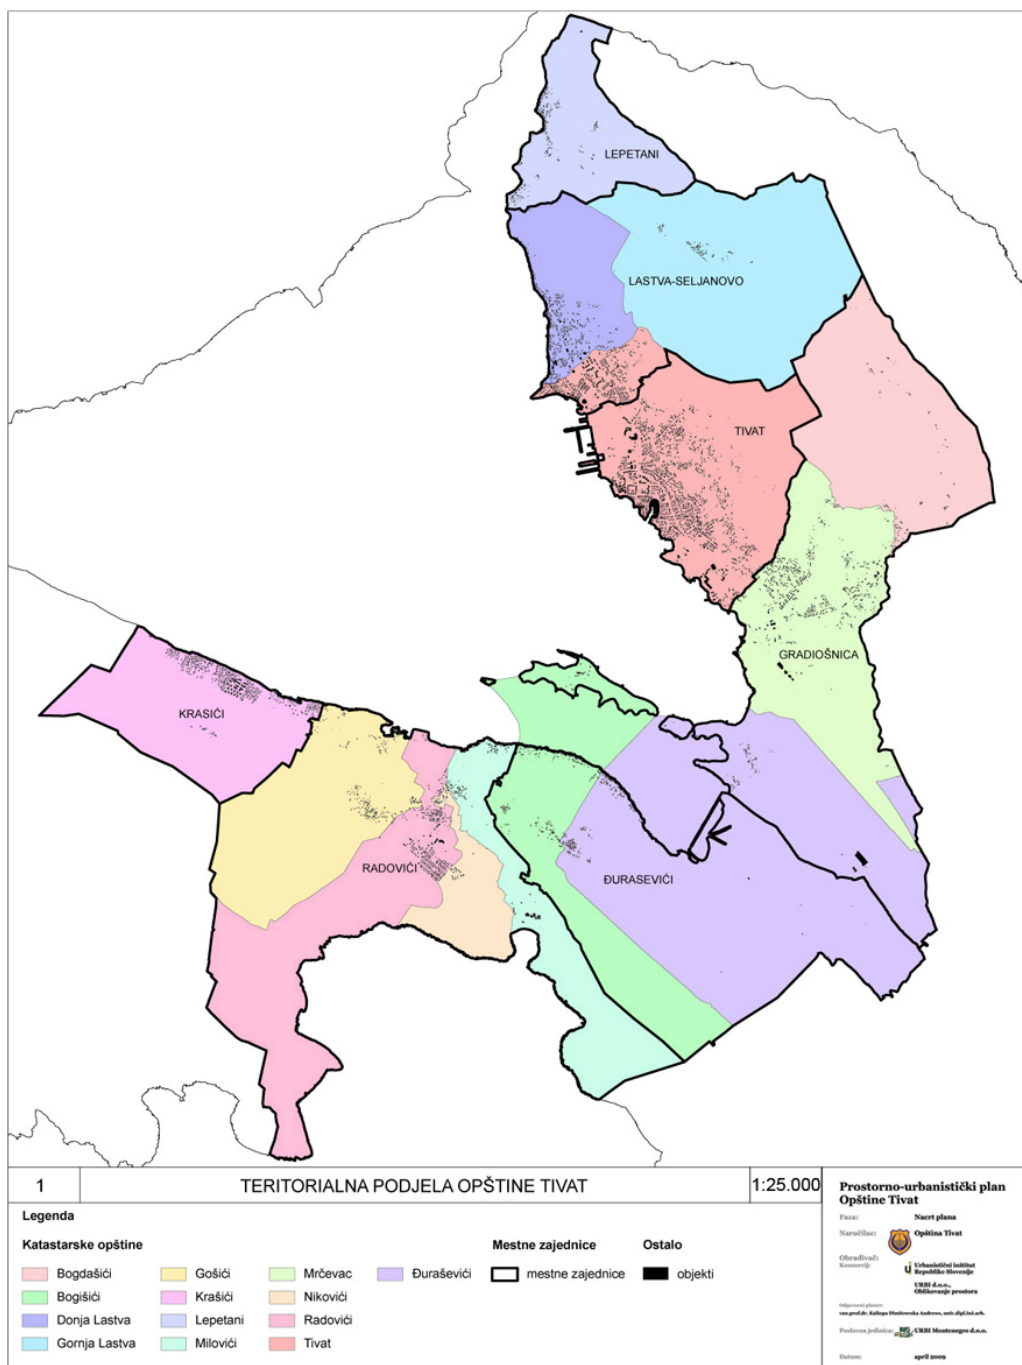 LEPETANI
LASTVA-SELJANOVO
TIVAT
GRADIOŠNICA
KRASIĆI
RADOVIĆI
ĐURASEVIĆI
1
TERITORIALNA PODJELA OPŠTINE TIVAT
1:25.000
Legenda
Katastarske opštine
Bogdašići
Bogišići
Donja Lastva
Gornja Lastva
Gošići
Krašići
Lepetani
Milovići
Mrčevac
Nikovići
Radovići
Tivat
Đuraševići
Mestne zajednice
mestne zajednice
Ostalo
objekti
Prostorno-urbanistički plan
Opštine Tivat
Faza: Nacrt plana
Naručilac: Opština Tivat
Obrađivač:
Konzorcij:
Urbanistični inštitut
Republike Slovenije
URBI d.o.o.,
Oblikovanje prostora
Odgovorni planer:
Poslovna jedinica: URBI Montenegro d.o.o.
Datum: april 2009